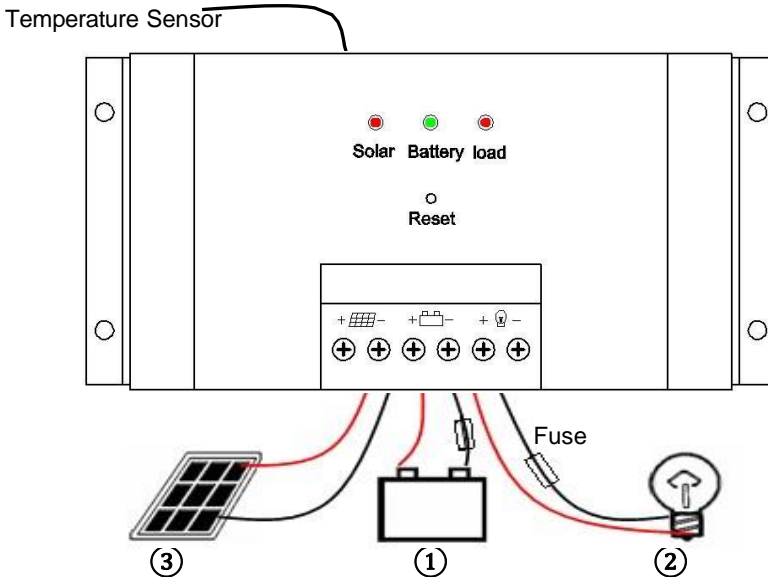 Temperature Sensor
Solar Battery load
Reset
+ - + - + -
Fuse
③ ① ②